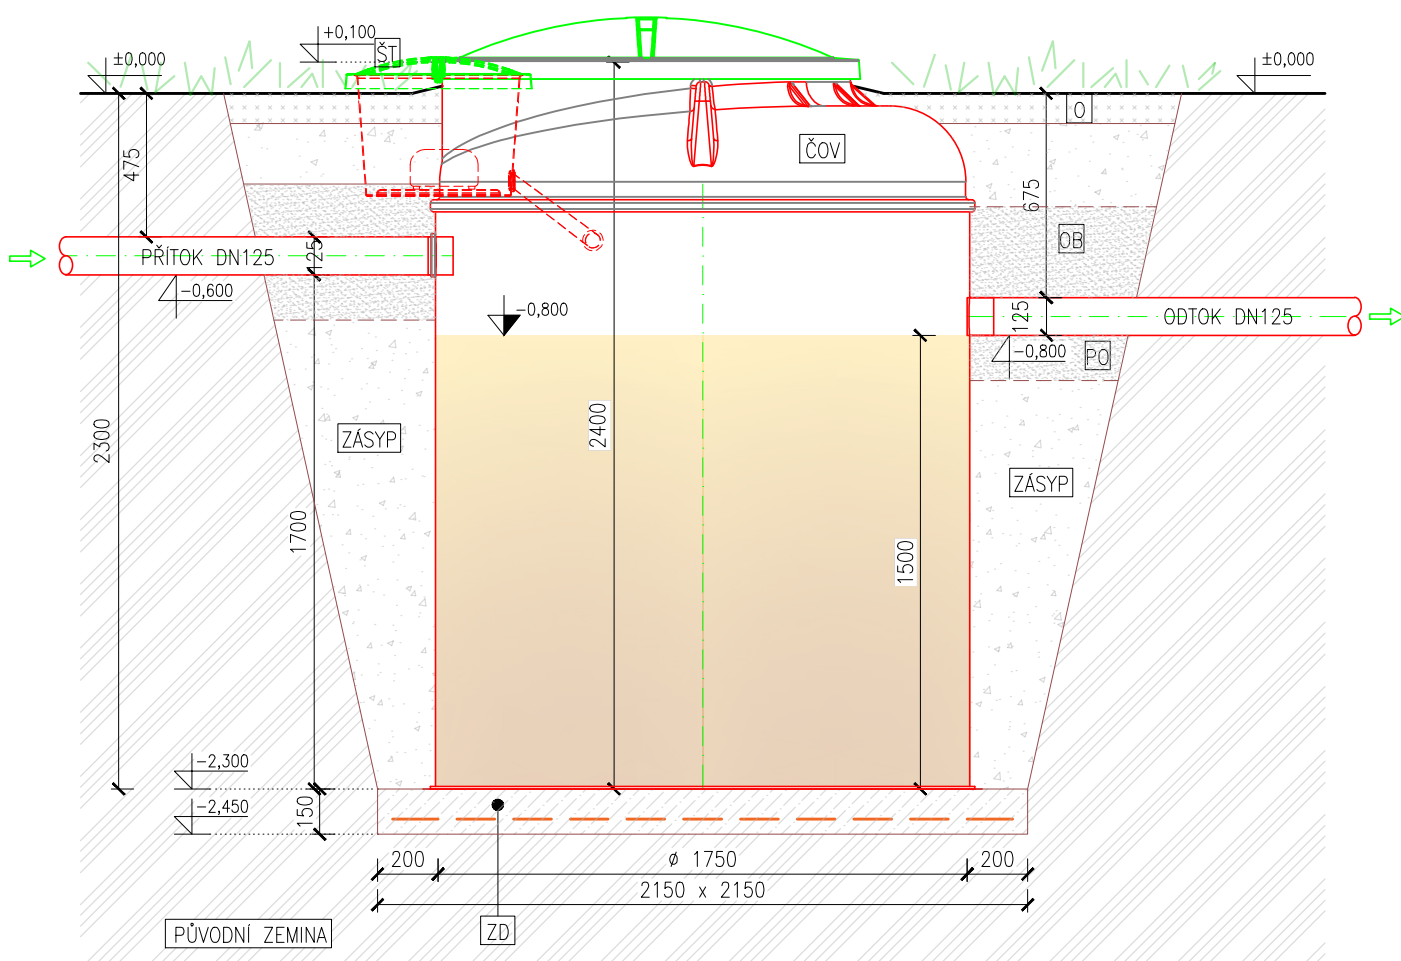 +0,100
ŠT
±0,000
±0,000
O
475
ČOV
675
OB
PŘÍTOK DN125
125
-0,600
-0,800
125
ODTOK DN125
-0,800
PO
2300
ZÁSYP
2400
1700
1500
ZÁSYP
-2,300
-2,450
150
200
ø 1750
200
2150 x 2150
PŮVODNÍ ZEMINA
ZD